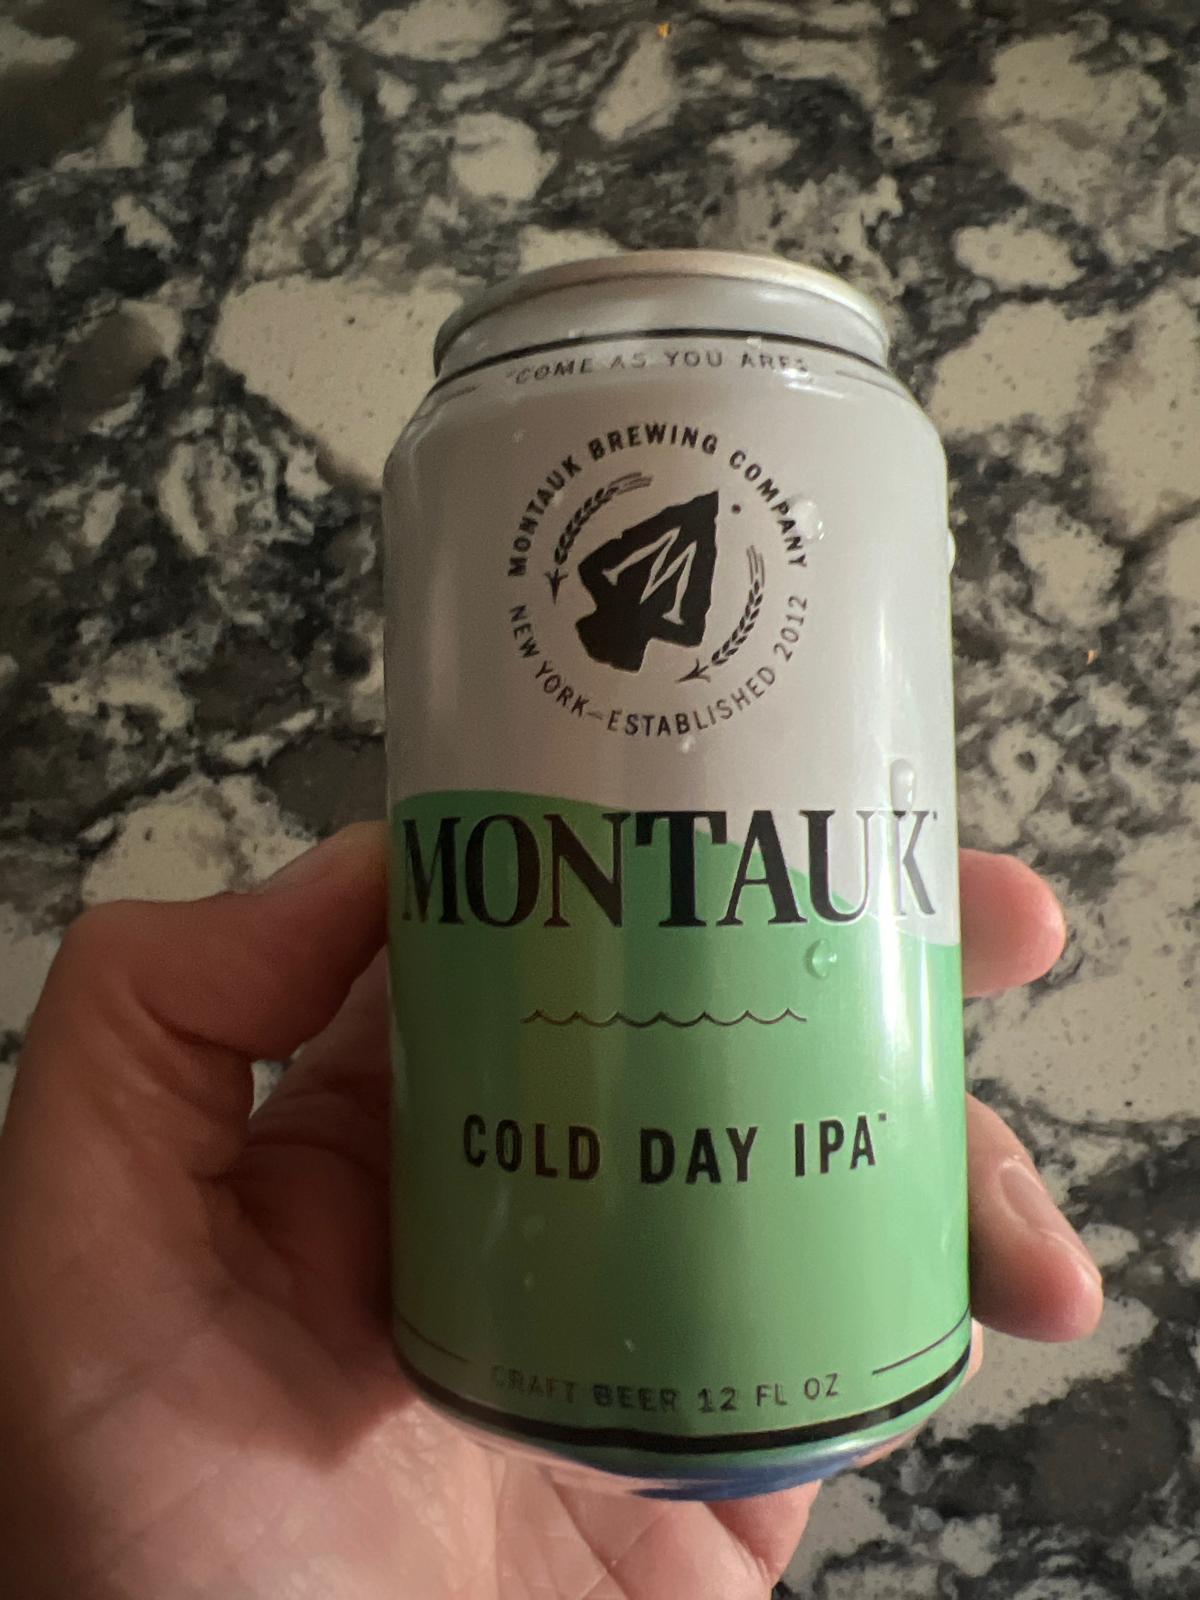 "COME AS YOU ARE"
MONTAUK BREWING COMPANY
M
NEW YORK—ESTABLISHED 2012
MONTAUK
COLD DAY IPA™
CRAFT BEER 12 FL OZ